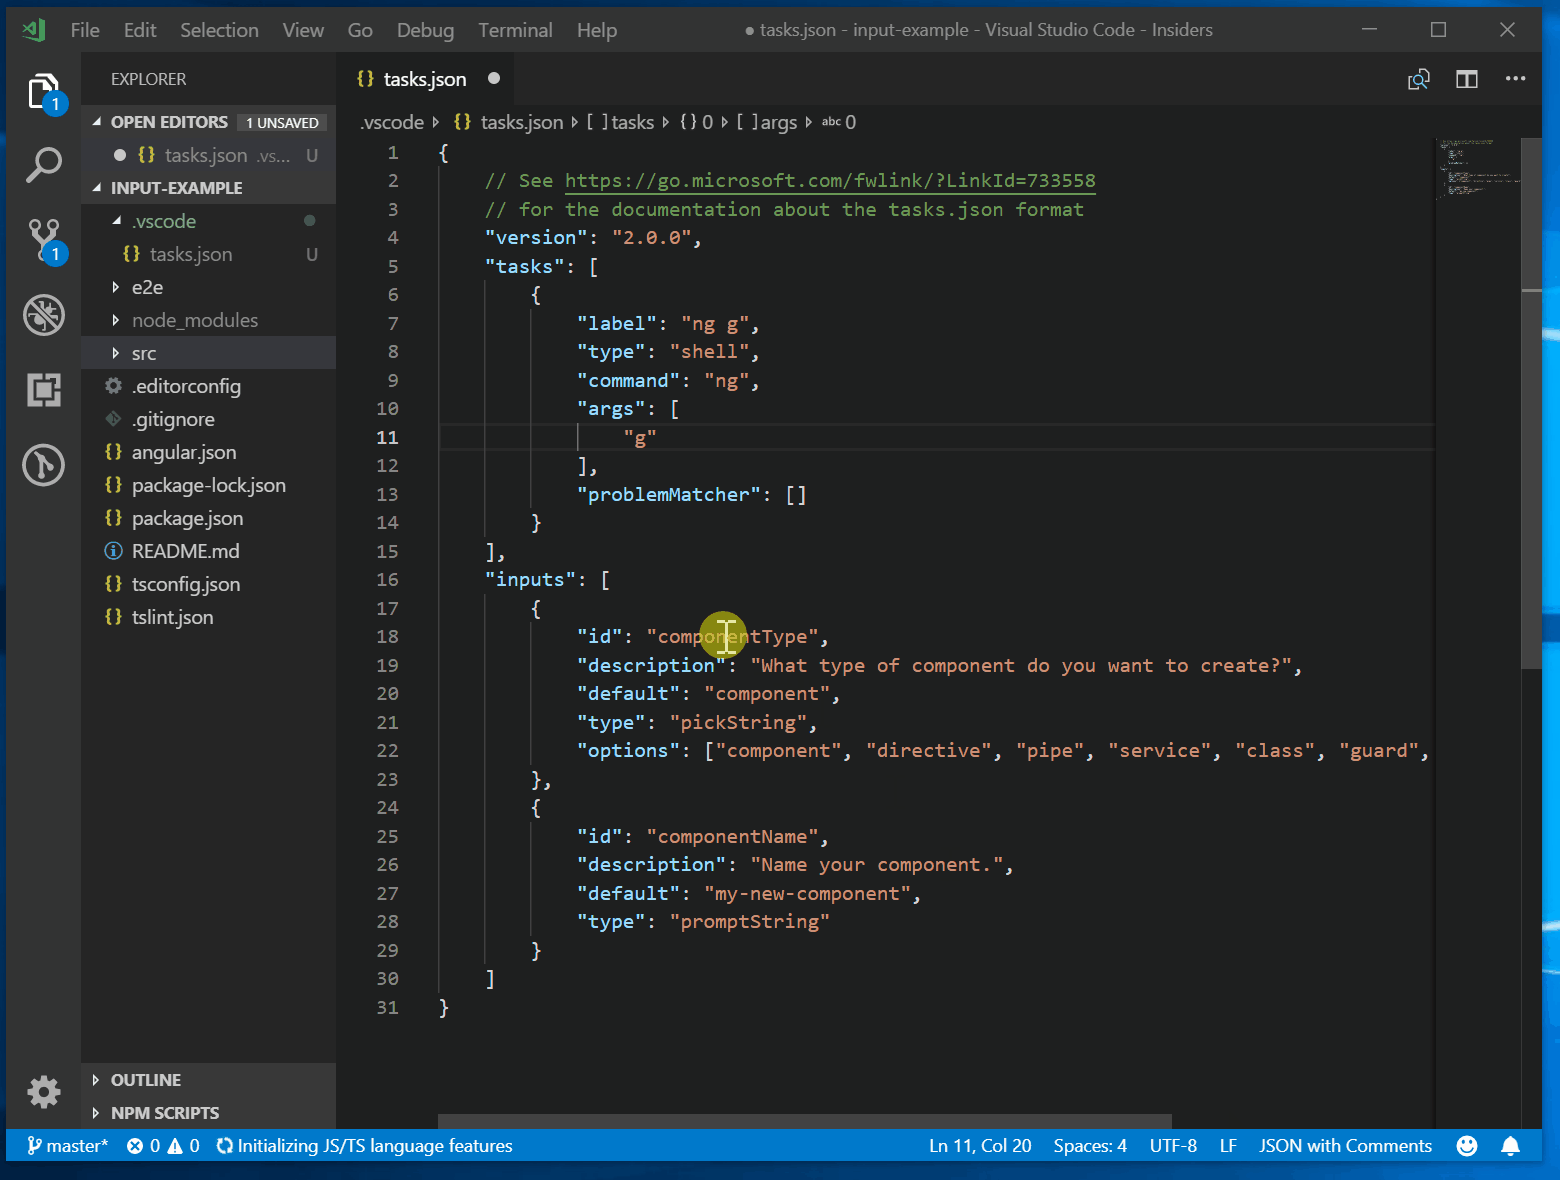 File Edit Selection View Go Debug Terminal Help ● tasks.json - input-example - Visual Studio Code - Insiders
EXPLORER
OPEN EDITORS 1 UNSAVED
tasks.json .vs... U
INPUT-EXAMPLE
.vscode
{} tasks.json U
e2e
node_modules
src
.editorconfig
.gitignore
{} angular.json
{} package-lock.json
{} package.json
README.md
{} tsconfig.json
{} tslint.json
OUTLINE
NPM SCRIPTS
1
1
{} tasks.json ●
.vscode {} tasks.json [ ] tasks {} 0 [ ] args abc 0
1 {
2 // See https://go.microsoft.com/fwlink/?LinkId=733558
3 // for the documentation about the tasks.json format
4 "version": "2.0.0",
5 "tasks": [
6 {
7 "label": "ng g",
8 "type": "shell",
9 "command": "ng",
10 "args": [
11 "g"
12 ],
13 "problemMatcher": []
14 }
15 ],
16 "inputs": [
17 {
18 "id": "componentType",
19 "description": "What type of component do you want to create?",
20 "default": "component",
21 "type": "pickString",
22 "options": ["component", "directive", "pipe", "service", "class", "guard",
23 },
24 {
25 "id": "componentName",
26 "description": "Name your component.",
27 "default": "my-new-component",
28 "type": "promptString"
29 }
30 ]
31 }
master* 0 0 Initializing JS/TS language features Ln 11, Col 20 Spaces: 4 UTF-8 LF JSON with Comments